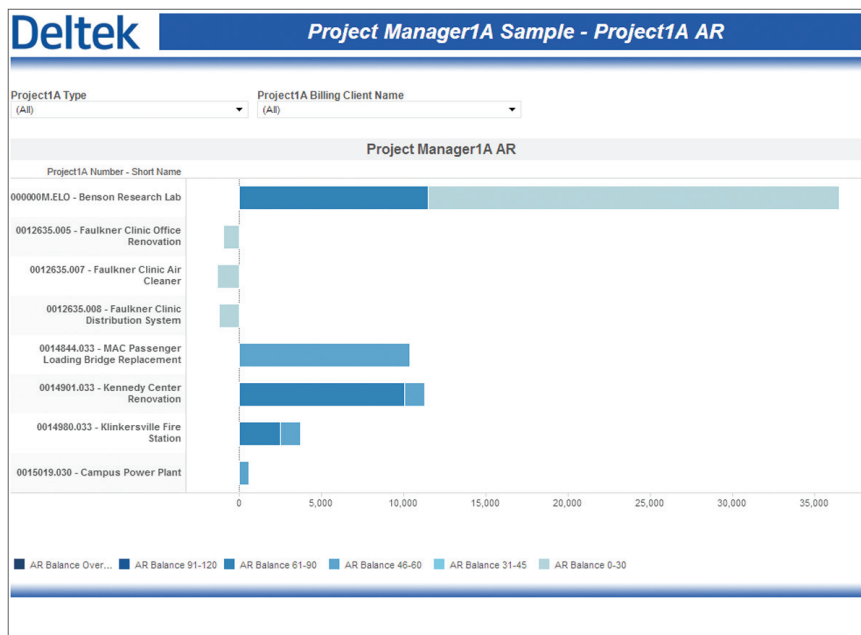 Deltek
Project Manager1A Sample - Project1A AR
Project1A Type
Project1A Billing Client Name
(All)
(All)
Project Manager1A AR
Project1A Number - Short Name
000000M.ELO - Benson Research Lab
0012635.005 - Faulkner Clinic Office
Renovation
0012635.007 - Faulkner Clinic Air
Cleaner
0012635.008 - Faulkner Clinic
Distribution System
0014844.033 - MAC Passenger
Loading Bridge Replacement
0014901.033 - Kennedy Center
Renovation
0014980.033 - Klinkersville Fire
Station
0015019.030 - Campus Power Plant
0 5,000 10,000 15,000 20,000 25,000 30,000 35,000
AR Balance Over... AR Balance 91-120 AR Balance 61-90 AR Balance 46-60 AR Balance 31-45 AR Balance 0-30